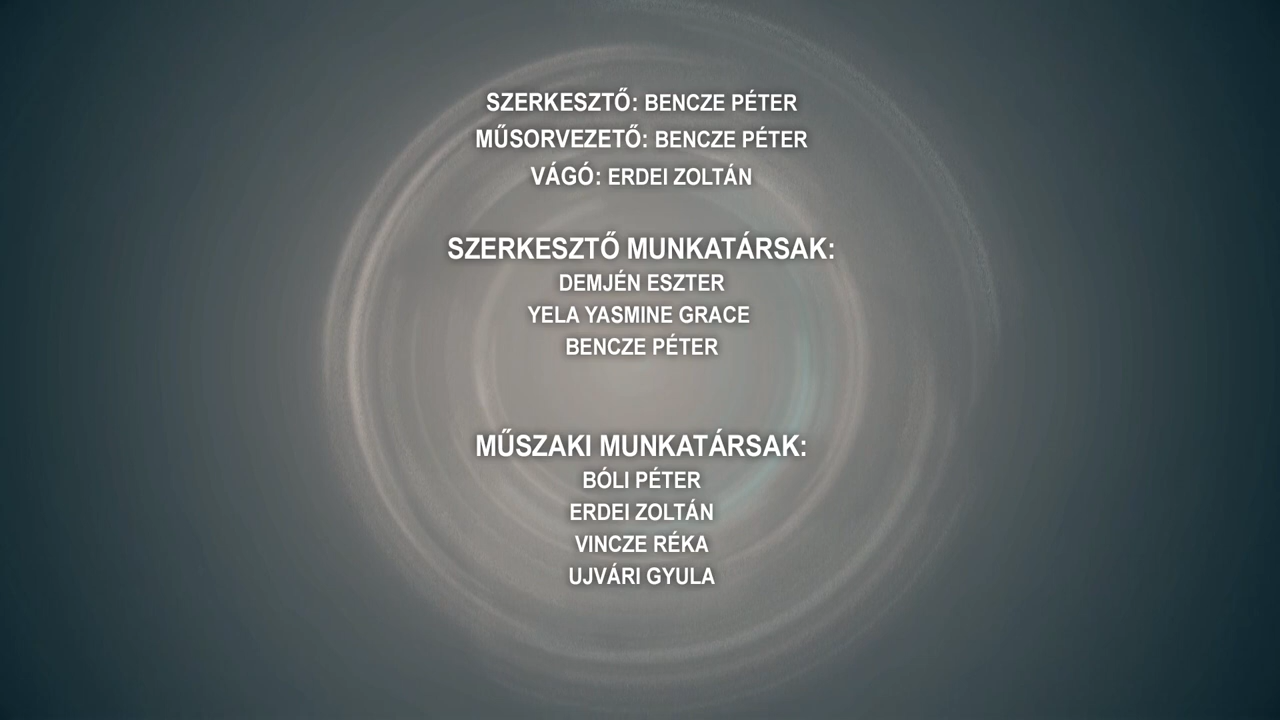 SZERKESZTŐ: BENCZE PÉTER
MŰSORVEZETŐ: BENCZE PÉTER
VÁGÓ: ERDEI ZOLTÁN
SZERKESZTŐ MUNKATÁRSAK:
DEMJÉN ESZTER
YELA YASMINE GRACE
BENCZE PÉTER
MŰSZAKI MUNKATÁRSAK:
BÓLI PÉTER
ERDEI ZOLTÁN
VINCZE RÉKA
UJVÁRI GYULA